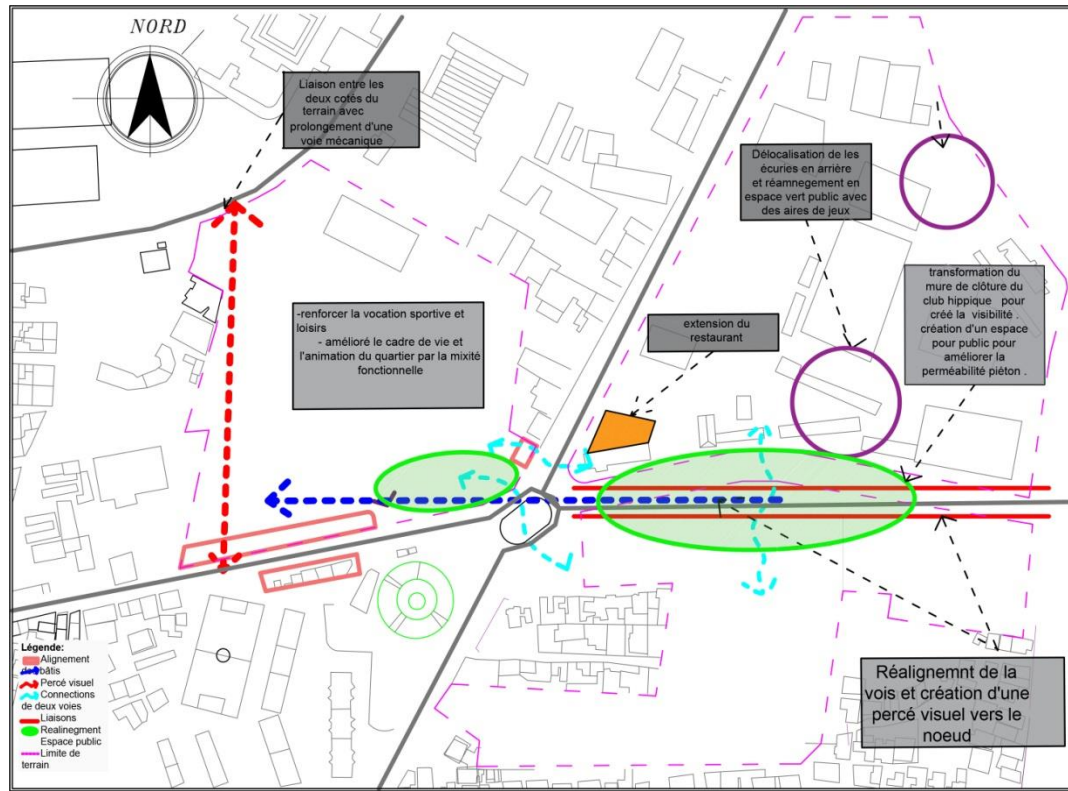 NORD
Liaison entre les
deux cotés du
terrain avec
prolongement d'une
voie mécanique
Délocalisation de les
écuries en arrière
et réamnegement en
espace vert public avec
des aires de jeux
transformation du
mure de clôture du
club hippique pour
créé la visibilité .
création d'un espace
pour public pour
améliorer la
perméabilité piéton .
-renforcer la vocation sportive et
loisirs
- amélioré le cadre de vie et
l'animation du quartier par la mixité
fonctionnelle
extension du
restaurant
Réalignemnt de la
vois et création d'une
percé visuel vers le
noeud
Légende:
Alignement
de bâtis
Percé visuel
Connections
de deux voies
Liaisons
Realinegment
Espace public
Limite de
terrain